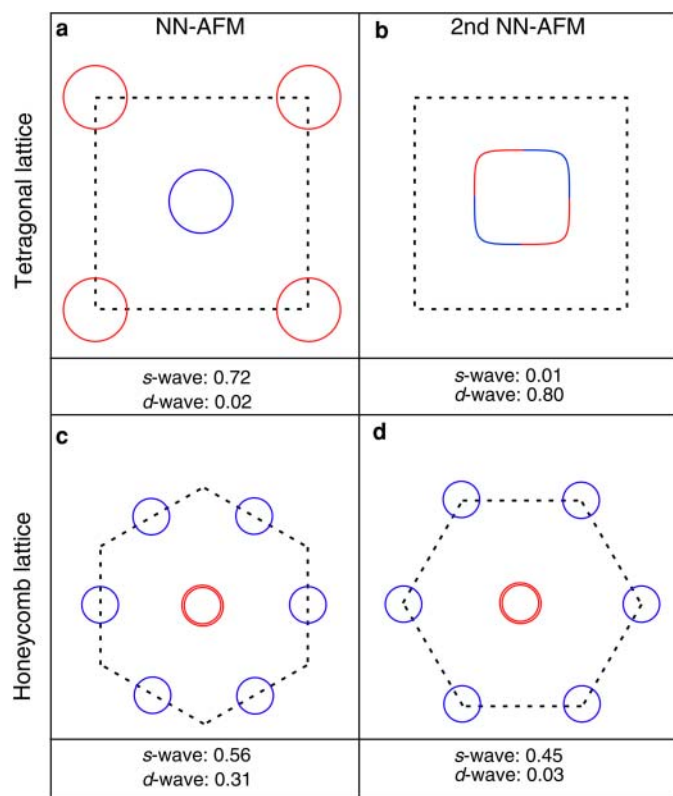 a
NN-AFM
b
2nd NN-AFM
Tetragonal lattice
s-wave: 0.72
d-wave: 0.02
s-wave: 0.01
d-wave: 0.80
c
d
Honeycomb lattice
s-wave: 0.56
d-wave: 0.31
s-wave: 0.45
d-wave: 0.03